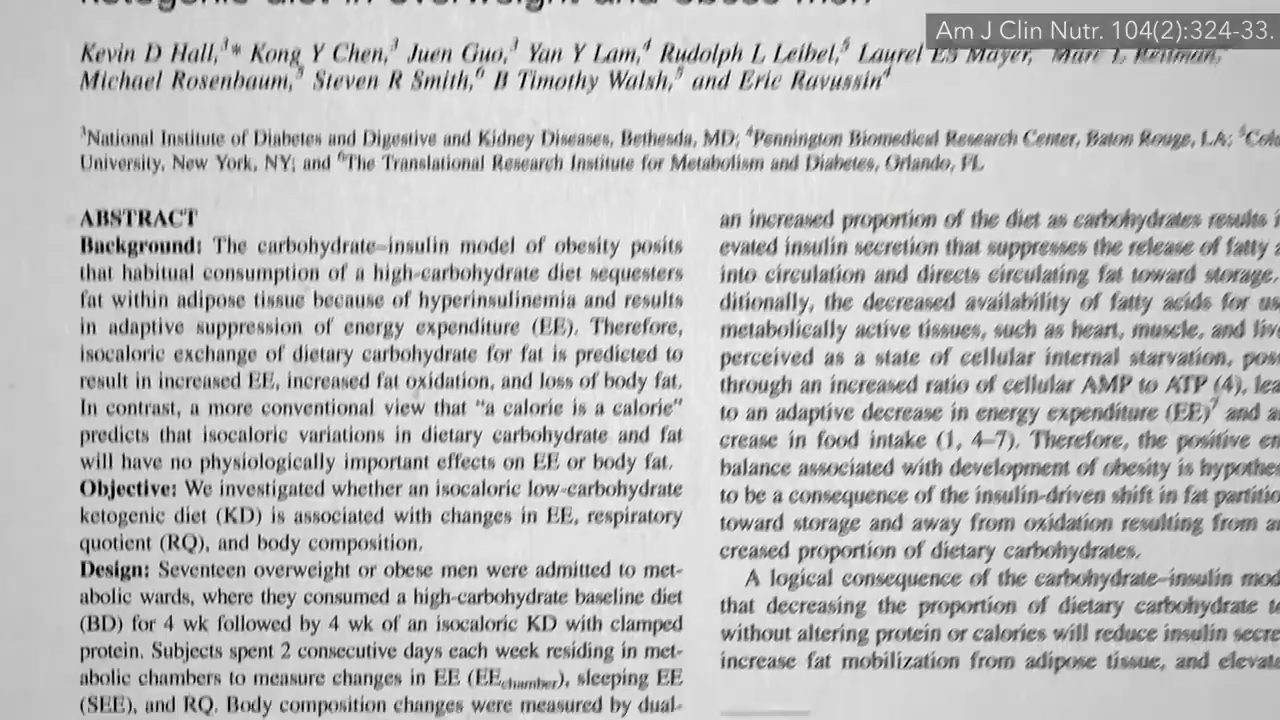 ketogenic diet in overweight and obese men
Am J Clin Nutr. 104(2):324-33.
Kevin D Hall,³* Kong Y Chen,³ Juen Guo,³ Yan Y Lam,⁴ Rudolph L Leibel,⁵ Laurel ES Mayer, Marc L Reitman,
Michael Rosenbaum,⁵ Steven R Smith,⁶ B Timothy Walsh,⁵ and Eric Ravussin⁴
³National Institute of Diabetes and Digestive and Kidney Diseases, Bethesda, MD; ⁴Pennington Biomedical Research Center, Baton Rouge, LA; ⁵Colu
University, New York, NY; and ⁶The Translational Research Institute for Metabolism and Diabetes, Orlando, FL
ABSTRACT
Background: The carbohydrate–insulin model of obesity posits
that habitual consumption of a high-carbohydrate diet sequesters
fat within adipose tissue because of hyperinsulinemia and results
in adaptive suppression of energy expenditure (EE). Therefore,
isocaloric exchange of dietary carbohydrate for fat is predicted to
result in increased EE, increased fat oxidation, and loss of body fat.
In contrast, a more conventional view that “a calorie is a calorie”
predicts that isocaloric variations in dietary carbohydrate and fat
will have no physiologically important effects on EE or body fat.
Objective: We investigated whether an isocaloric low-carbohydrate
ketogenic diet (KD) is associated with changes in EE, respiratory
quotient (RQ), and body composition.
Design: Seventeen overweight or obese men were admitted to met-
abolic wards, where they consumed a high-carbohydrate baseline diet
(BD) for 4 wk followed by 4 wk of an isocaloric KD with clamped
protein. Subjects spent 2 consecutive days each week residing in met-
abolic chambers to measure changes in EE (EEchamber), sleeping EE
(SEE), and RQ. Body composition changes were measured by dual-
an increased proportion of the diet as carbohydrates results i
evated insulin secretion that suppresses the release of fatty a
into circulation and directs circulating fat toward storage.
ditionally, the decreased availability of fatty acids for us
metabolically active tissues, such as heart, muscle, and live
perceived as a state of cellular internal starvation, pos
through an increased ratio of cellular AMP to ATP (4), lea
to an adaptive decrease in energy expenditure (EE)⁷ and a
crease in food intake (1, 4–7). Therefore, the positive en
balance associated with development of obesity is hypothes
to be a consequence of the insulin-driven shift in fat partitio
toward storage and away from oxidation resulting from a
creased proportion of dietary carbohydrates.
A logical consequence of the carbohydrate–insulin mod
that decreasing the proportion of dietary carbohydrate t
without altering protein or calories will reduce insulin secre
increase fat mobilization from adipose tissue, and elevat